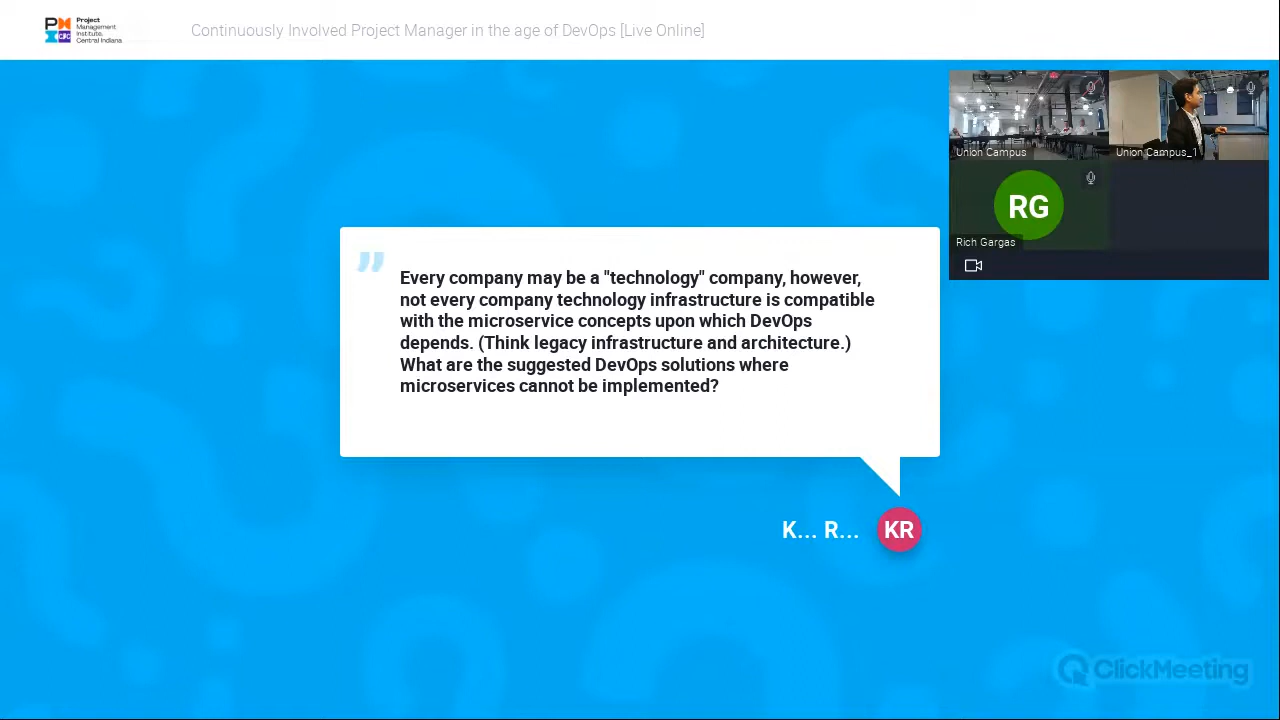 Project
Management
Institute,
Central Indiana
Continuously Involved Project Manager in the age of DevOps [Live Online]
Union Campus
Union Campus_1
RG
Rich Gargas
"
Every company may be a "technology" company, however,
not every company technology infrastructure is compatible
with the microservice concepts upon which DevOps
depends. (Think legacy infrastructure and architecture.)
What are the suggested DevOps solutions where
microservices cannot be implemented?
K... R...
KR
ClickMeeting